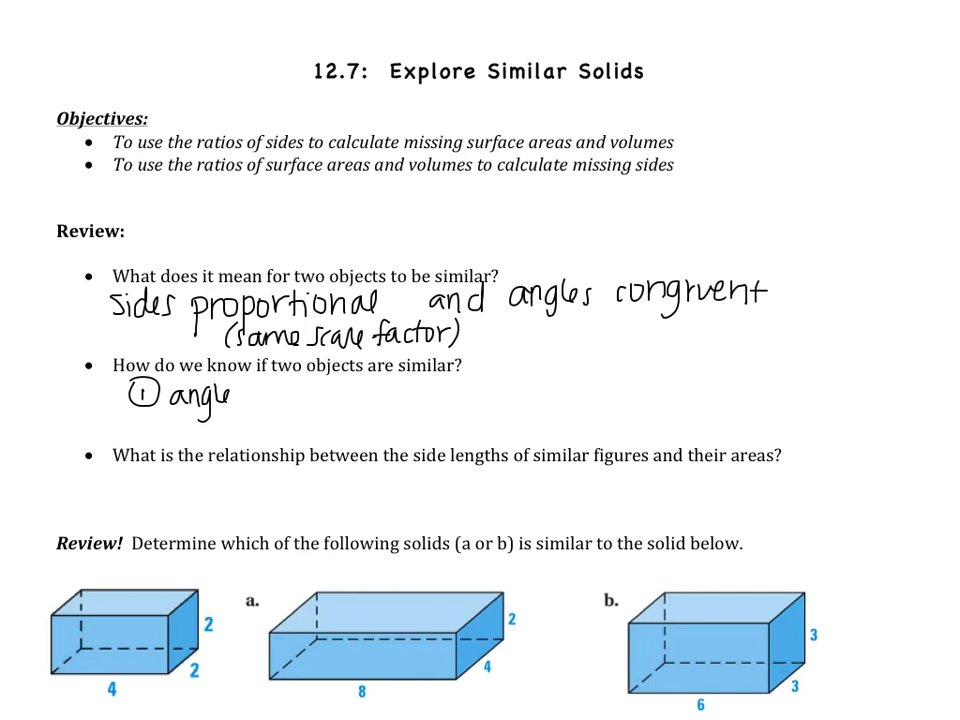 12.7: Explore Similar Solids
Objectives:
• To use the ratios of sides to calculate missing surface areas and volumes
• To use the ratios of surface areas and volumes to calculate missing sides
Review:
• What does it mean for two objects to be similar?
sides proportional and angles congruent
(same scale factor)
• How do we know if two objects are similar?
① angle
• What is the relationship between the side lengths of similar figures and their areas?
Review! Determine which of the following solids (a or b) is similar to the solid below.
2
2
4
a.
2
4
8
b.
3
3
6